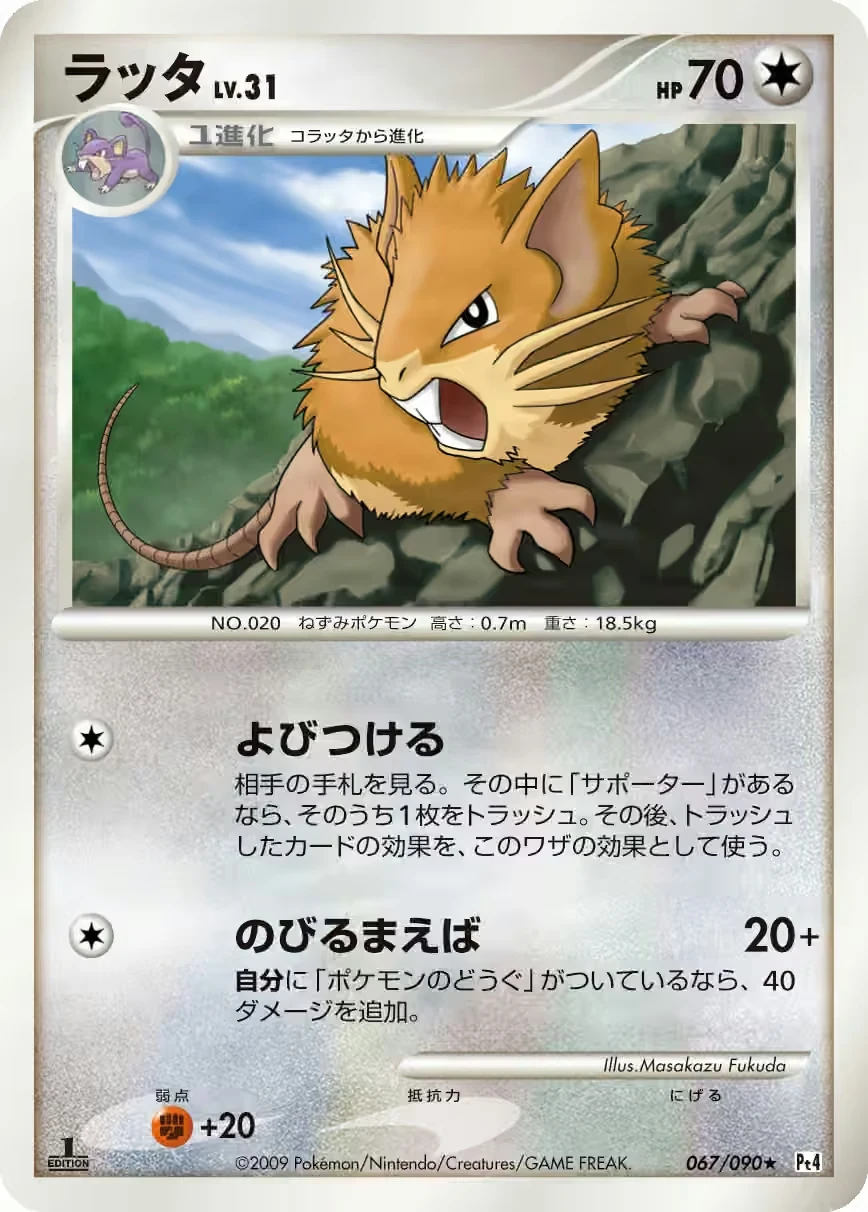 ラッタ LV.31 HP 70
1進化 コラッタから進化
NO.020 ねずみポケモン 高さ：0.7m 重さ：18.5kg
よびつける
相手の手札を見る。その中に「サポーター」がある
なら、そのうち1枚をトラッシュ。その後、トラッシュ
したカードの効果を、このワザの効果として使う。
のびるまえば 20+
自分に「ポケモンのどうぐ」がついているなら、40
ダメージを追加。
Illus.Masakazu Fukuda
弱点 抵抗力 にげる
+20
1 EDITION
©2009 Pokémon/Nintendo/Creatures/GAME FREAK. 067/090★ Pt4